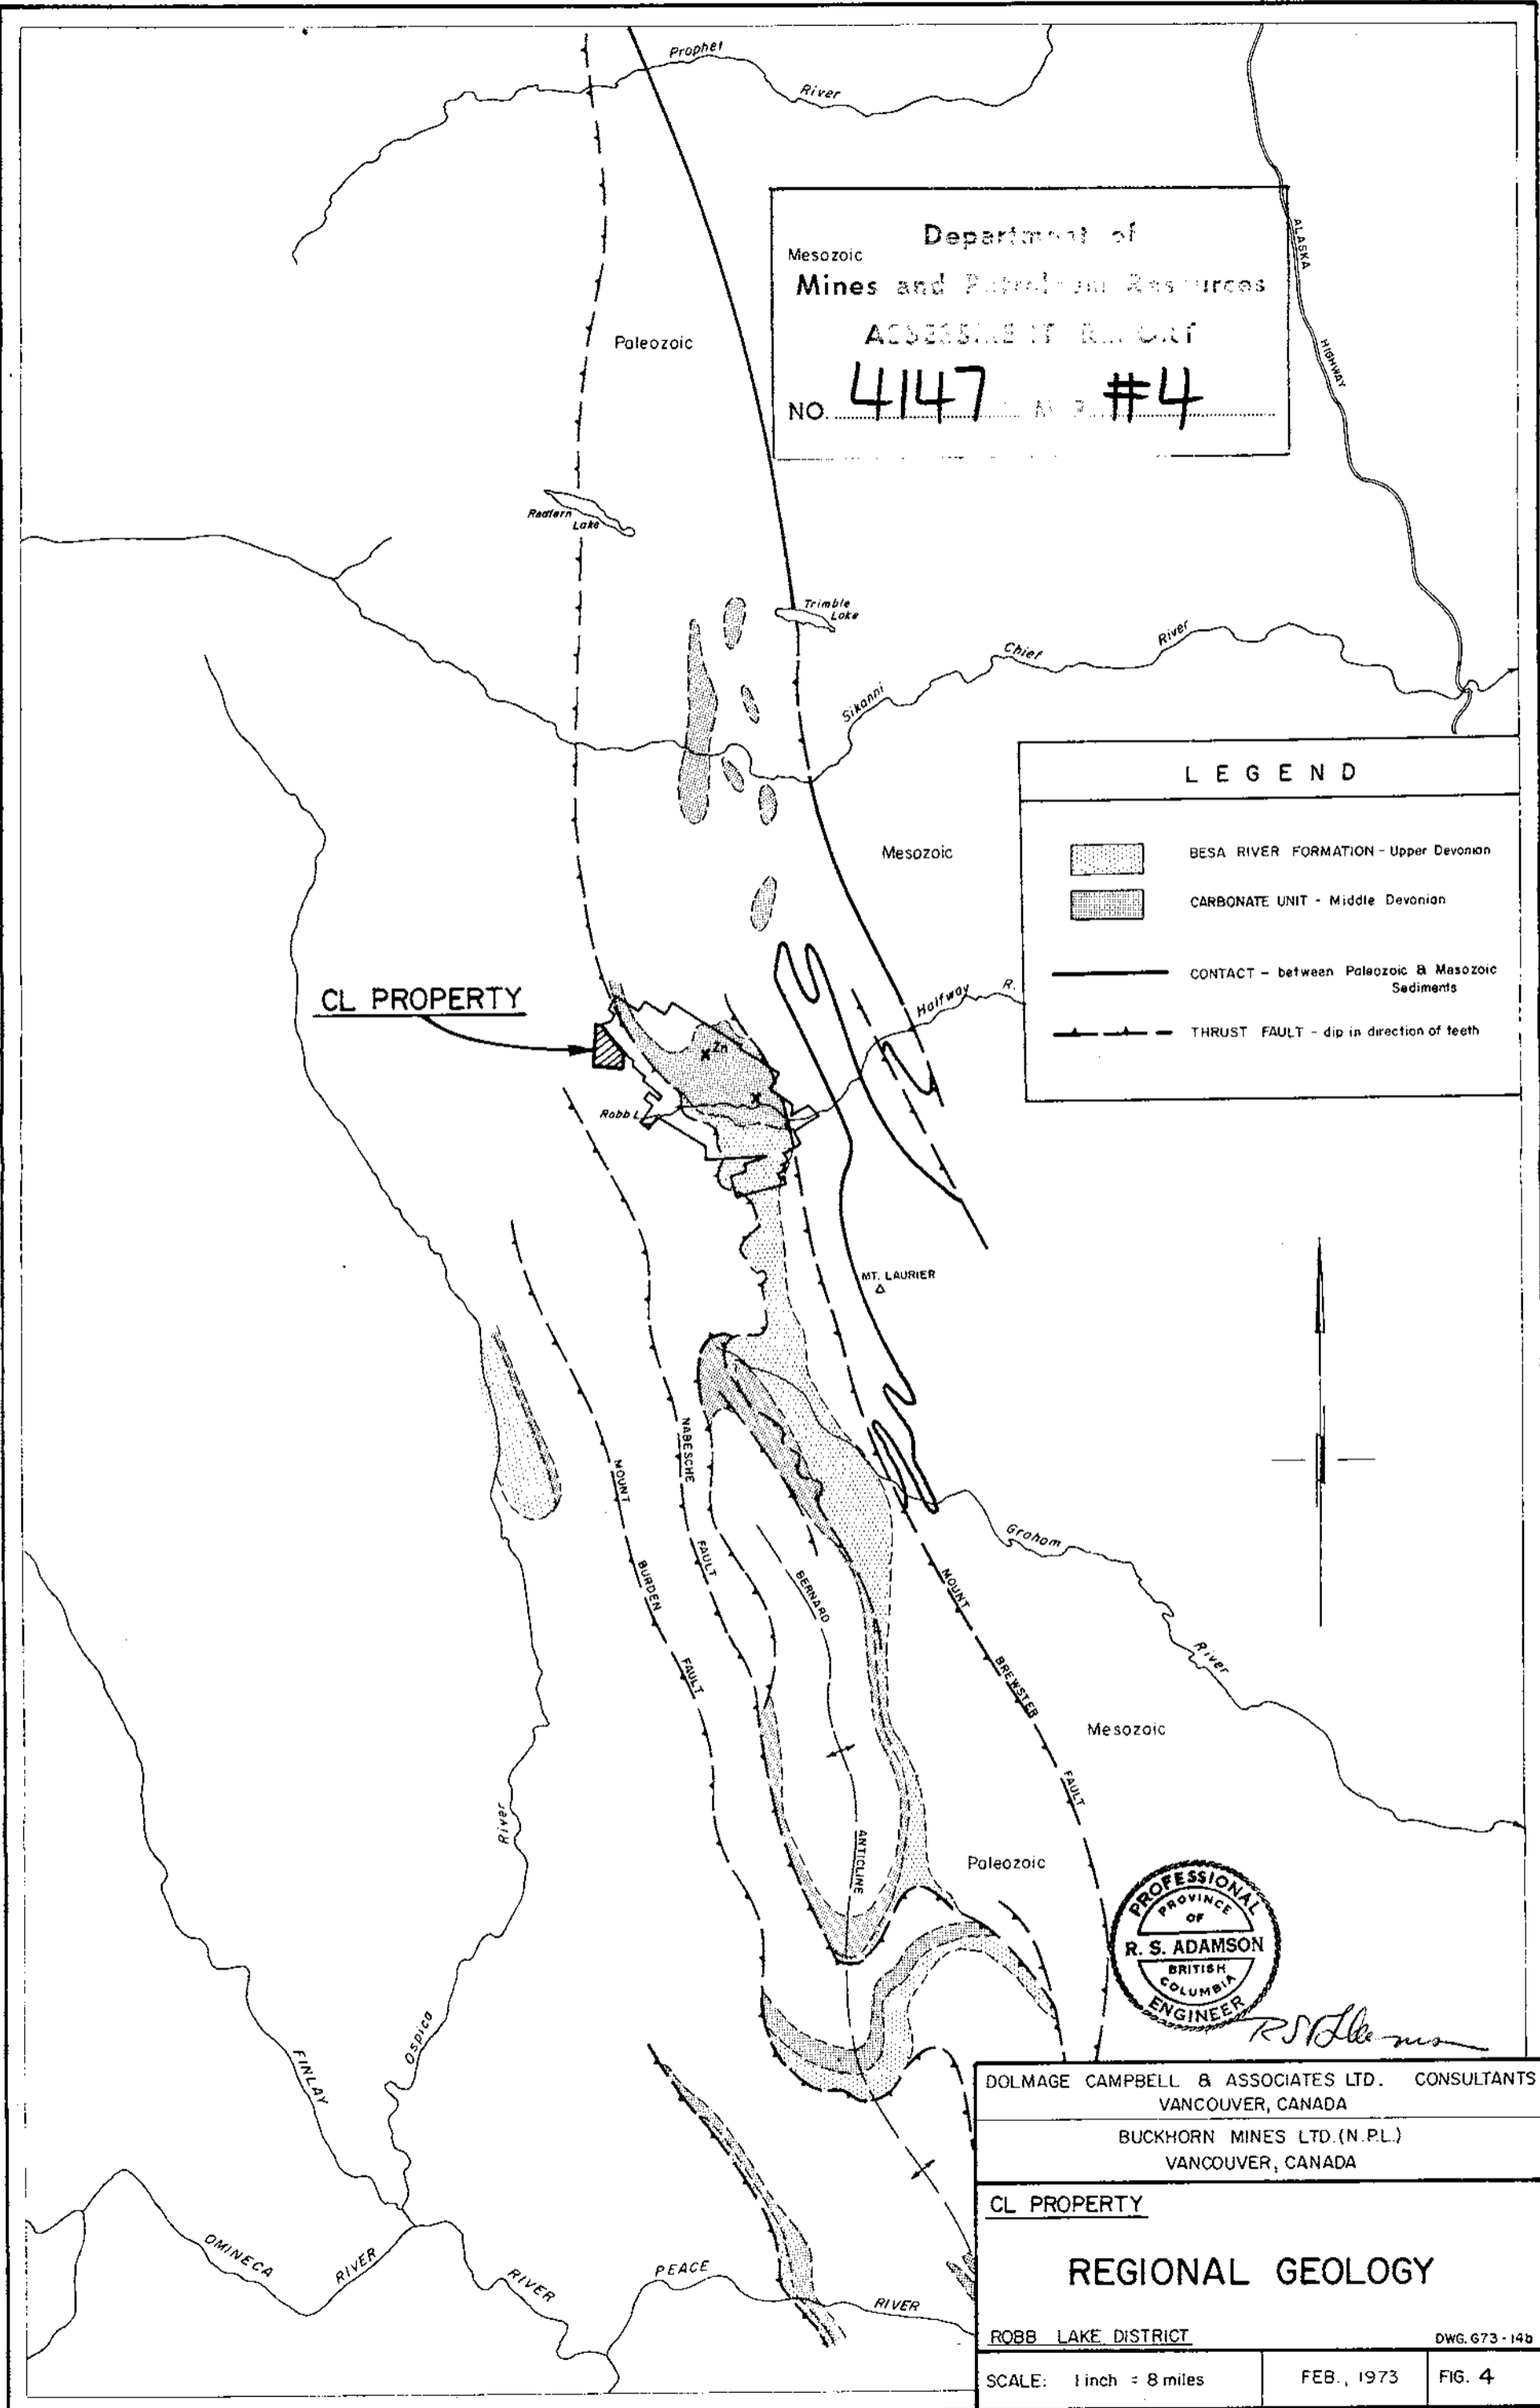 Prophet
River
ALASKA
HIGHWAY
Department of
Mesozoic
Mines and Petroleum Resources
ASSESSMENT REPORT
NO. 4147 #4
Paleozoic
Redfern
Lake
Trimble
Lake
Sikanni
Chief
River
Mesozoic
LEGEND
BESA RIVER FORMATION - Upper Devonian
CARBONATE UNIT - Middle Devonian
CONTACT - between Paleozoic & Mesozoic
Sediments
THRUST FAULT - dip in direction of teeth
CL PROPERTY
Halfway R.
x Zn
x
Robb L.
MT. LAURIER
MOUNT
BURDEN
FAULT
NABESCHE
FAULT
BERNARD
ANTICLINE
MOUNT
BREWSTER
FAULT
Graham
River
Mesozoic
Paleozoic
River
Ospica
FINLAY
RIVER
OMINECA
RIVER
PEACE
RIVER
PROFESSIONAL
PROVINCE
OF
R. S. ADAMSON
BRITISH
COLUMBIA
ENGINEER
DOLMAGE CAMPBELL & ASSOCIATES LTD. CONSULTANTS
VANCOUVER, CANADA
BUCKHORN MINES LTD. (N.P.L.)
VANCOUVER, CANADA
CL PROPERTY
REGIONAL GEOLOGY
ROBB LAKE DISTRICT
DWG. G73-14b
SCALE: 1 inch = 8 miles
FEB., 1973
FIG. 4